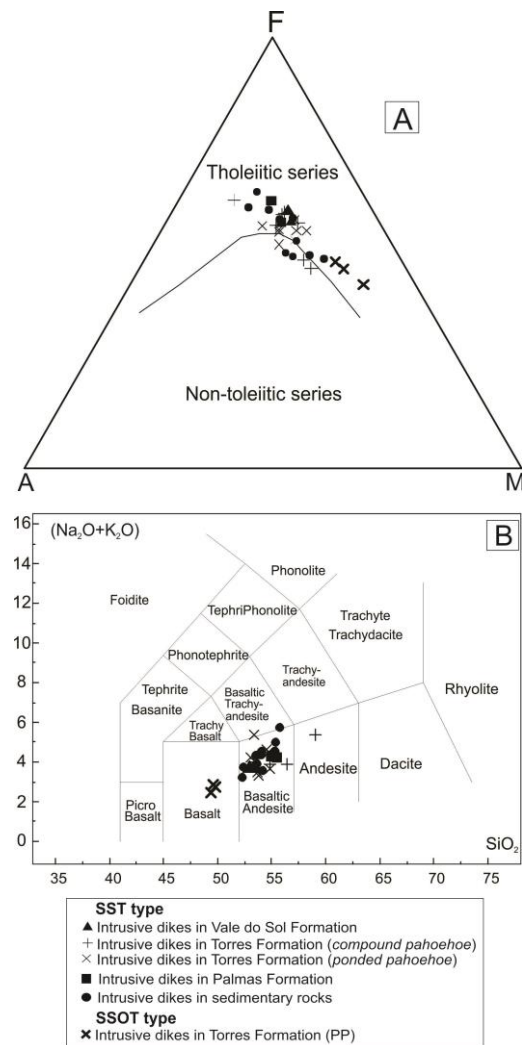 F
A
Tholeiitic series
Non-toleiitic series
A
M
(Na₂O+K₂O)
B
16
14
12
10
8
6
4
2
0
Foidite
Phonolite
TephriPhonolite
Trachyte
Trachydacite
Phonotephrite
Trachy-
andesite
Tephrite
Basanite
Basaltic
Trachy-
andesite
Rhyolite
Trachy
Basalt
Andesite
Dacite
Picro
Basalt
Basalt
Basaltic
Andesite
SiO₂
35 40 45 50 55 60 65 70 75
SST type
Intrusive dikes in Vale do Sol Formation
Intrusive dikes in Torres Formation (compound pahoehoe)
Intrusive dikes in Torres Formation (ponded pahoehoe)
Intrusive dikes in Palmas Formation
Intrusive dikes in sedimentary rocks
SSOT type
Intrusive dikes in Torres Formation (PP)